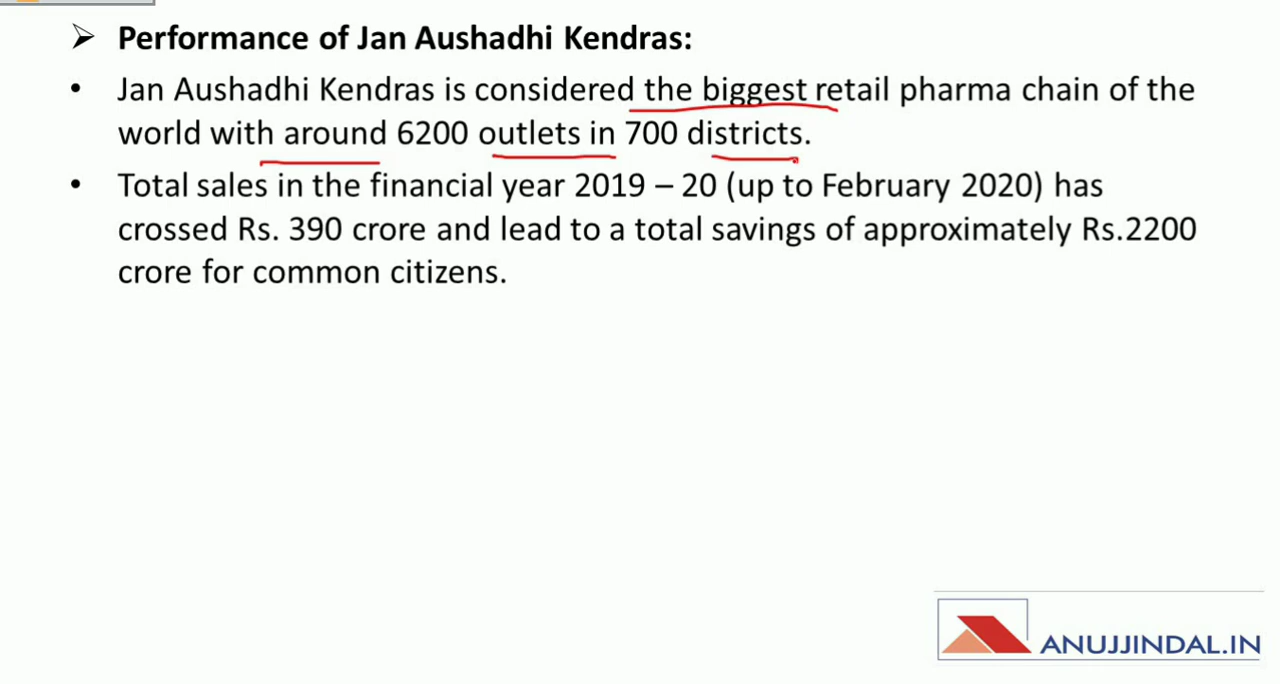 Performance of Jan Aushadhi Kendras:
Jan Aushadhi Kendras is considered the biggest retail pharma chain of the
world with around 6200 outlets in 700 districts.
Total sales in the financial year 2019 – 20 (up to February 2020) has
crossed Rs. 390 crore and lead to a total savings of approximately Rs.2200
crore for common citizens.
ANUJJINDAL.IN